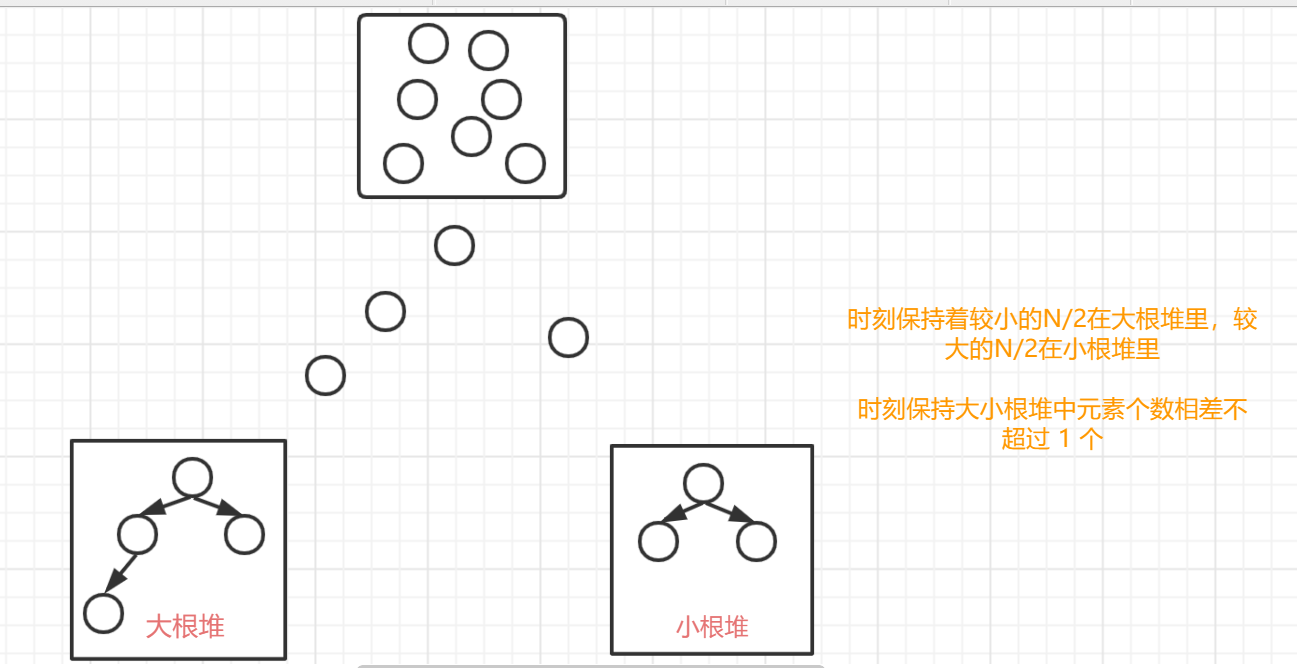 时刻保持着较小的N/2在大根堆里，较
大的N/2在小根堆里
时刻保持大小根堆中元素个数相差不
超过 1 个
大根堆
小根堆